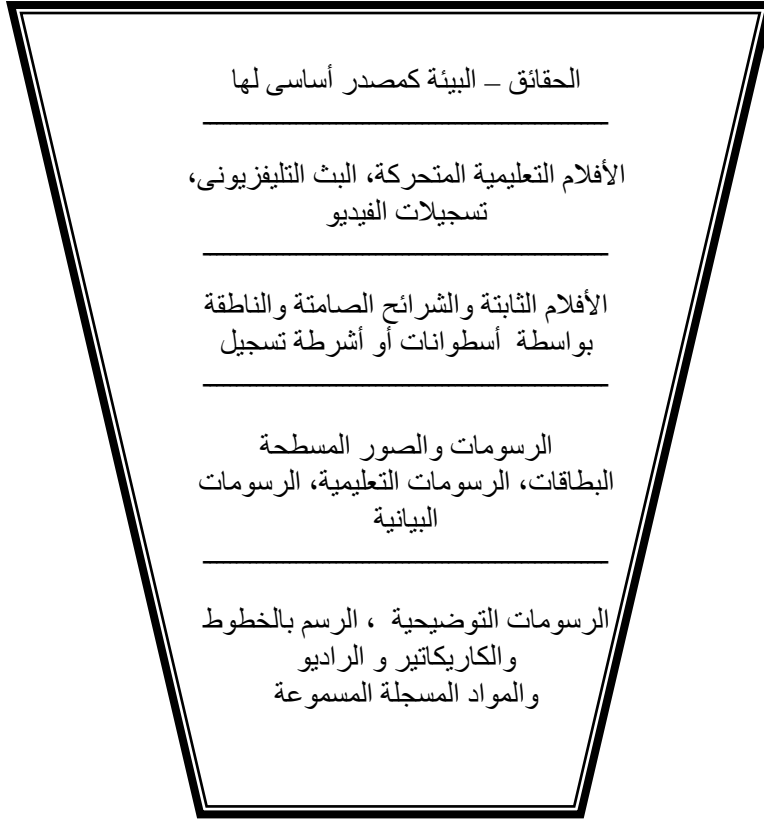 الحقائق – البيئة كمصدر أساسى لها
الأفلام التعليمية المتحركة، البث التليفزيونى،
تسجيلات الفيديو
الأفلام الثابتة والشرائح الصامتة والناطقة
بواسطة أسطوانات أو أشرطة تسجيل
الرسومات والصور المسطحة
البطاقات، الرسومات التعليمية، الرسومات
البيانية
الرسومات التوضيحية ، الرسم بالخطوط
والكاريكاتير و الراديو
والمواد المسجلة المسموعة